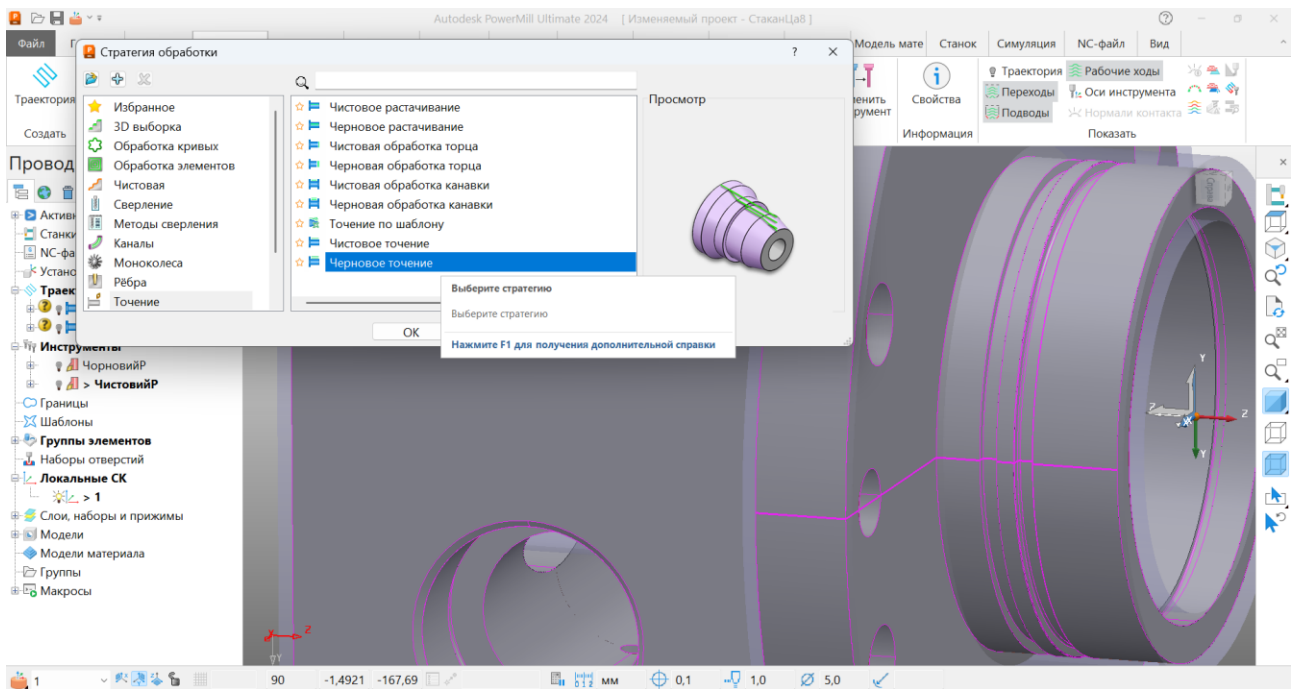 Autodesk PowerMill Ultimate 2024 [ Изменяемый проект - СтаканЦа8 ]
Файл
Модель мате Станок Симуляция NC-файл Вид
Стратегия обработки
Траектория
Создать
Избранное
3D выборка
Обработка кривых
Обработка элементов
Чистовая
Сверление
Методы сверления
Каналы
Моноколеса
Рёбра
Точение
Чистовое растачивание
Черновое растачивание
Чистовая обработка торца
Черновая обработка торца
Чистовая обработка канавки
Черновая обработка канавки
Точение по шаблону
Чистовое точение
Черновое точение
Просмотр
OK
Выберите стратегию
Выберите стратегию
Нажмите F1 для получения дополнительной справки
Свойства
Информация
Траектория Рабочие ходы
Переходы Оси инструмента
Подводы Нормали контакта
Показать
Провод
Активн
Станки
NC-фа
Устано
Траек
Инструменты
ЧорновийР
> ЧистовийР
Границы
Шаблоны
Группы элементов
Наборы отверстий
Локальные СК
> 1
Слои, наборы и прижимы
Модели
Модели материала
Группы
Макросы
Y
Z
Z
Y
Z
Y
1 90 -1,4921 -167,69 мм 0,1 1,0 5,0